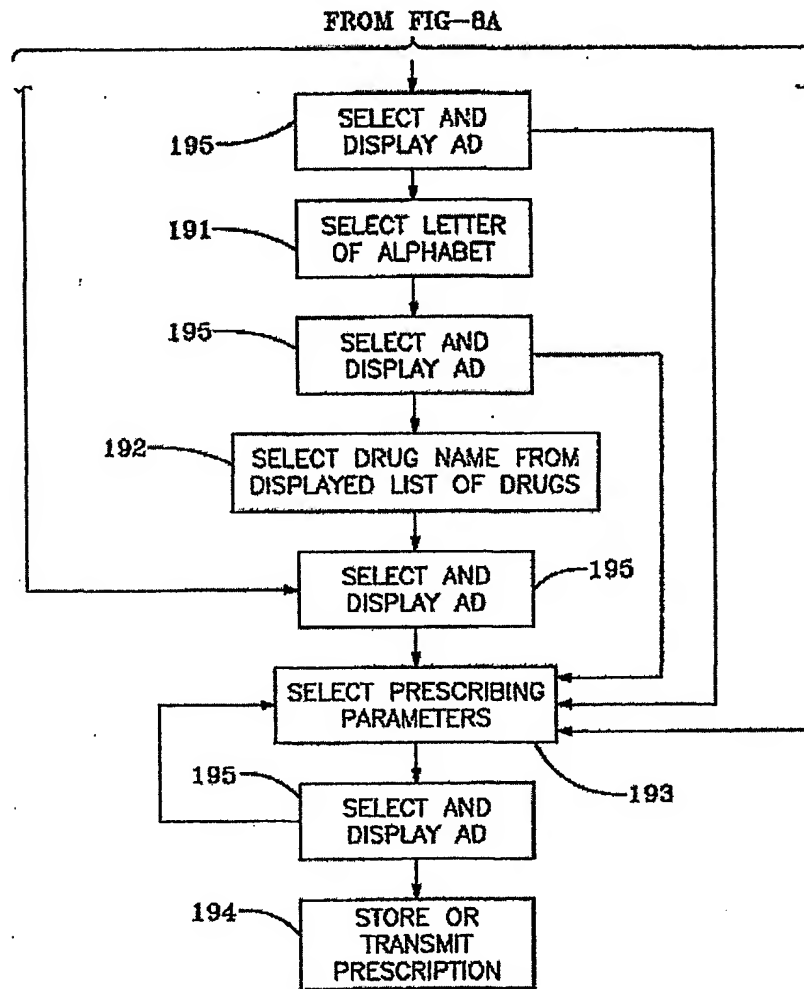 FROM FIG-8A
195
SELECT AND
DISPLAY AD
191
SELECT LETTER
OF ALPHABET
195
SELECT AND
DISPLAY AD
192
SELECT DRUG NAME FROM
DISPLAYED LIST OF DRUGS
SELECT AND
DISPLAY AD
195
SELECT PRESCRIBING
PARAMETERS
193
195
SELECT AND
DISPLAY AD
194
STORE OR
TRANSMIT
PRESCRIPTION